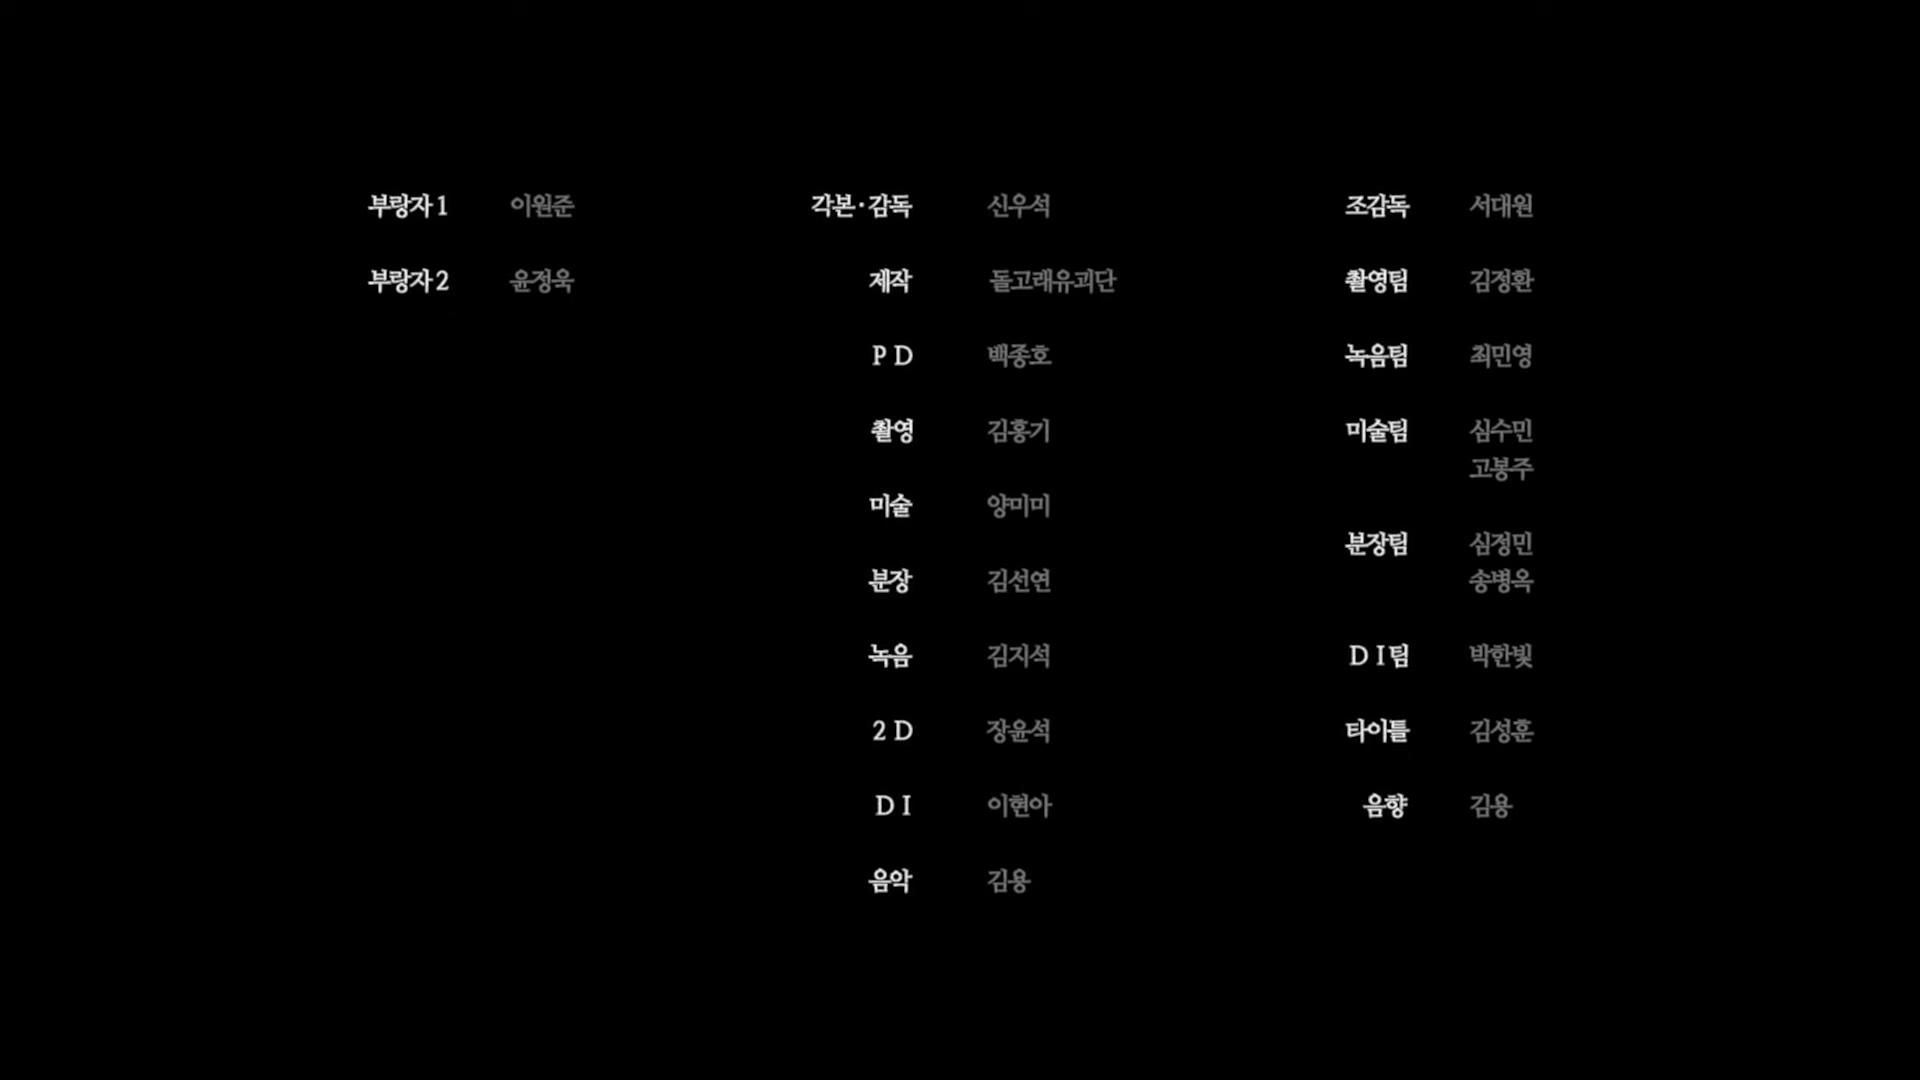 부랑자 1 이원준
부랑자 2 윤정욱
각본·감독 신우석
제작 돌고래유괴단
PD 백종호
촬영 김홍기
미술 양미미
분장 김선연
녹음 김지석
2D 장윤석
DI 이현아
음악 김용
조감독 서대원
촬영팀 김정환
녹음팀 최민영
미술팀 심수민
고봉주
분장팀 심정민
송병옥
DI팀 박한빛
타이틀 김성훈
음향 김용